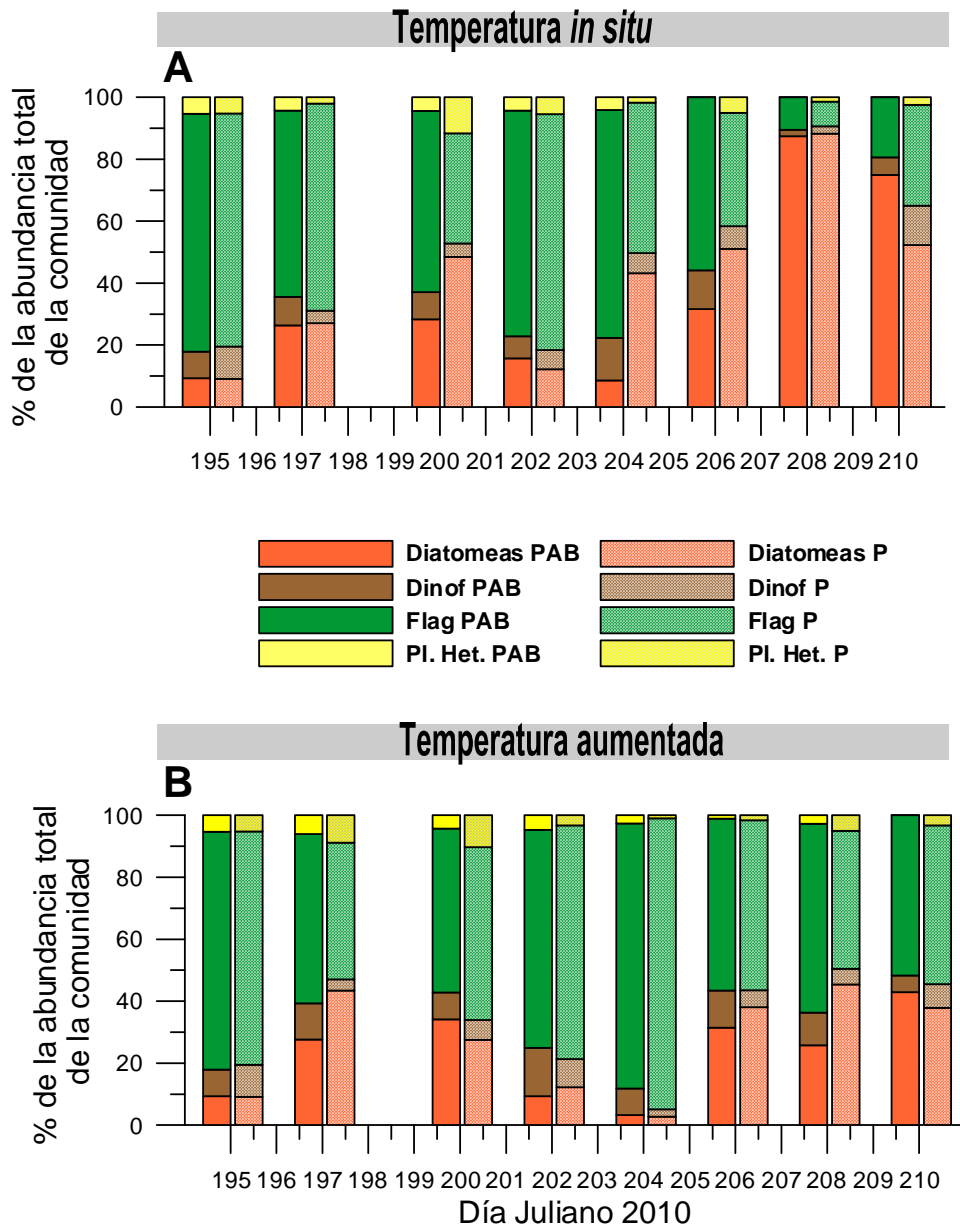 Temperatura in situ
A
% de la abundancia total
de la comunidad
100
80
60
40
20
0
195 196 197 198 199 200 201 202 203 204 205 206 207 208 209 210
Diatomeas PAB Diatomeas P
Dinof PAB Dinof P
Flag PAB Flag P
Pl. Het. PAB Pl. Het. P
Temperatura aumentada
B
% de la abundancia total
de la comunidad
100
80
60
40
20
0
195 196 197 198 199 200 201 202 203 204 205 206 207 208 209 210
Día Juliano 2010